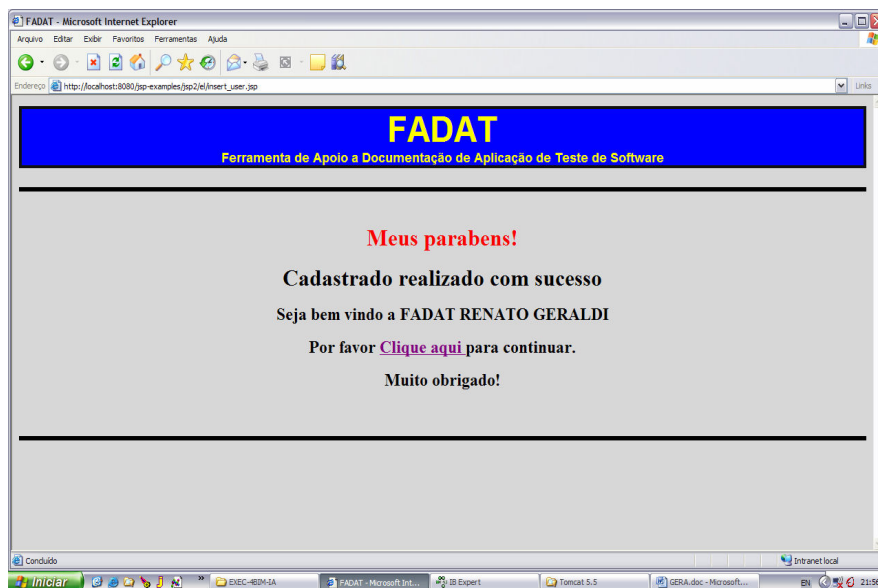 FADAT - Microsoft Internet Explorer
Arquivo Editar Exibir Favoritos Ferramentas Ajuda
Endereço http://localhost:8080/jsp-examples/jsp2/el/insert_user.jsp Links
FADAT
Ferramenta de Apoio a Documentação de Aplicação de Teste de Software
Meus parabens!
Cadastrado realizado com sucesso
Seja bem vindo a FADAT RENATO GERALDI
Por favor Clique aqui para continuar.
Muito obrigado!
Concluído Intranet local
Iniciar EXEC-4BIM-IA FADAT - Microsoft Int... IB Expert Tomcat 5.5 GERA.doc - Microsoft... EN